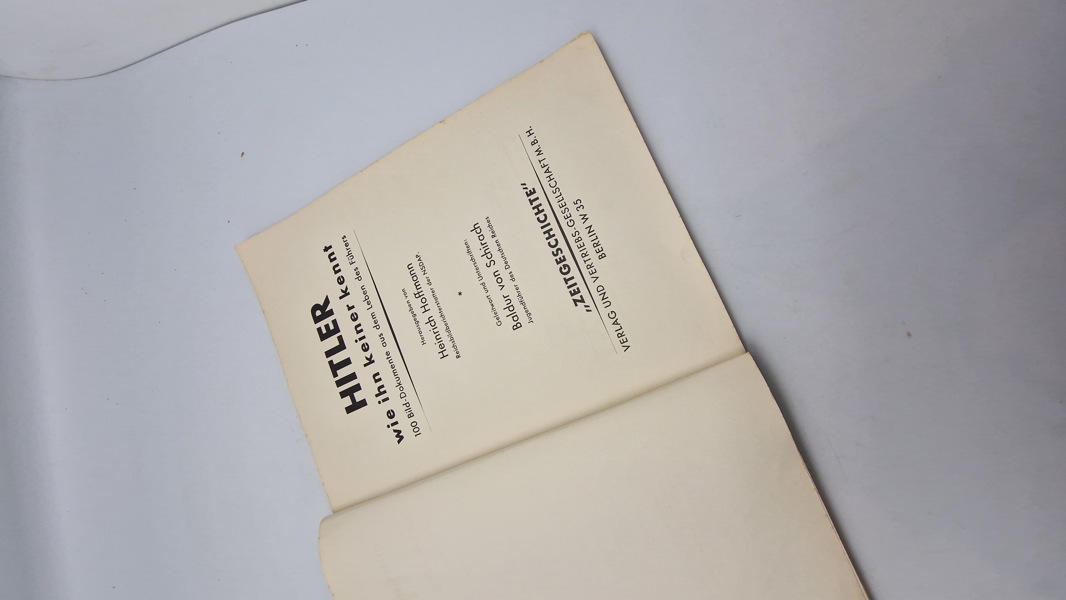 HITLER
wie ihn keiner kennt
100 Bild-Dokumente aus dem Leben des Führers
Herausgegeben von
Heinrich Hoffmann
Reichsbildberichterstatter der NSDAP.
*
Geleitwort und Unterschriften:
Baldur von Schirach
Jugendführer des Deutschen Reiches
„ZEITGESCHICHTE“
VERLAG UND VERTRIEBS-GESELLSCHAFT M. B. H.
BERLIN W 35